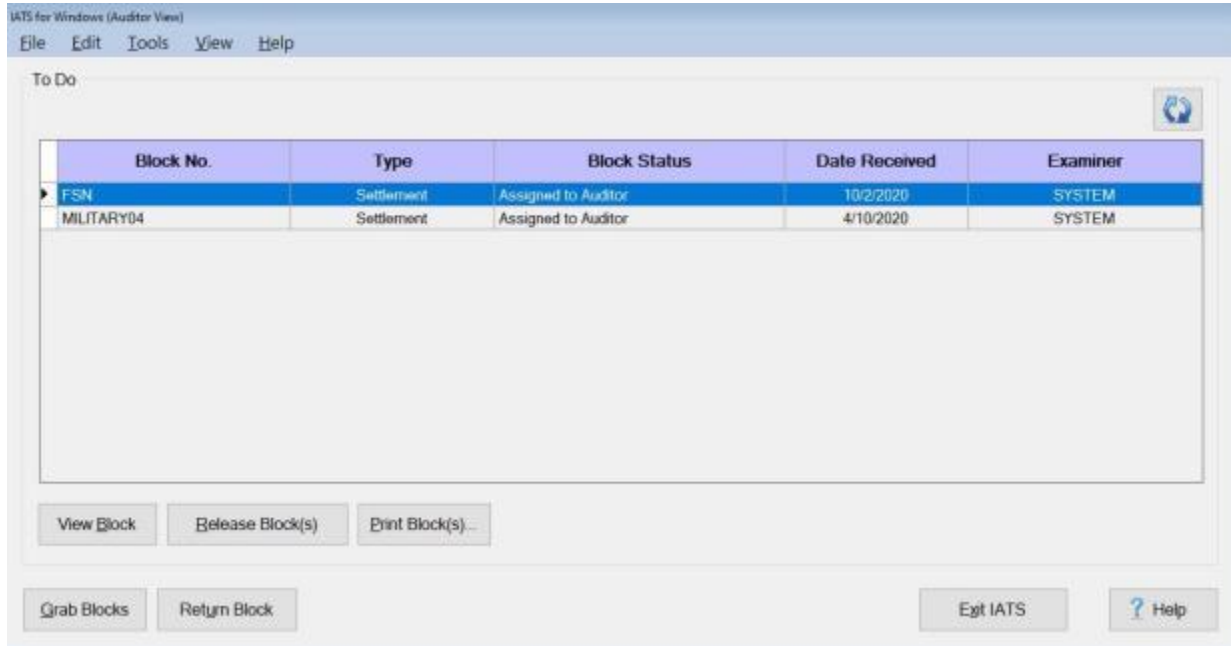 IATS for Windows (Auditor View)
File Edit Tools View Help
To Do
Block No. Type Block Status Date Received Examiner
FSN Settlement Assigned to Auditor 10/2/2020 SYSTEM
MILITARY04 Settlement Assigned to Auditor 4/10/2020 SYSTEM
View Block Release Block(s) Print Block(s)...
Grab Blocks Return Block Exit IATS ? Help